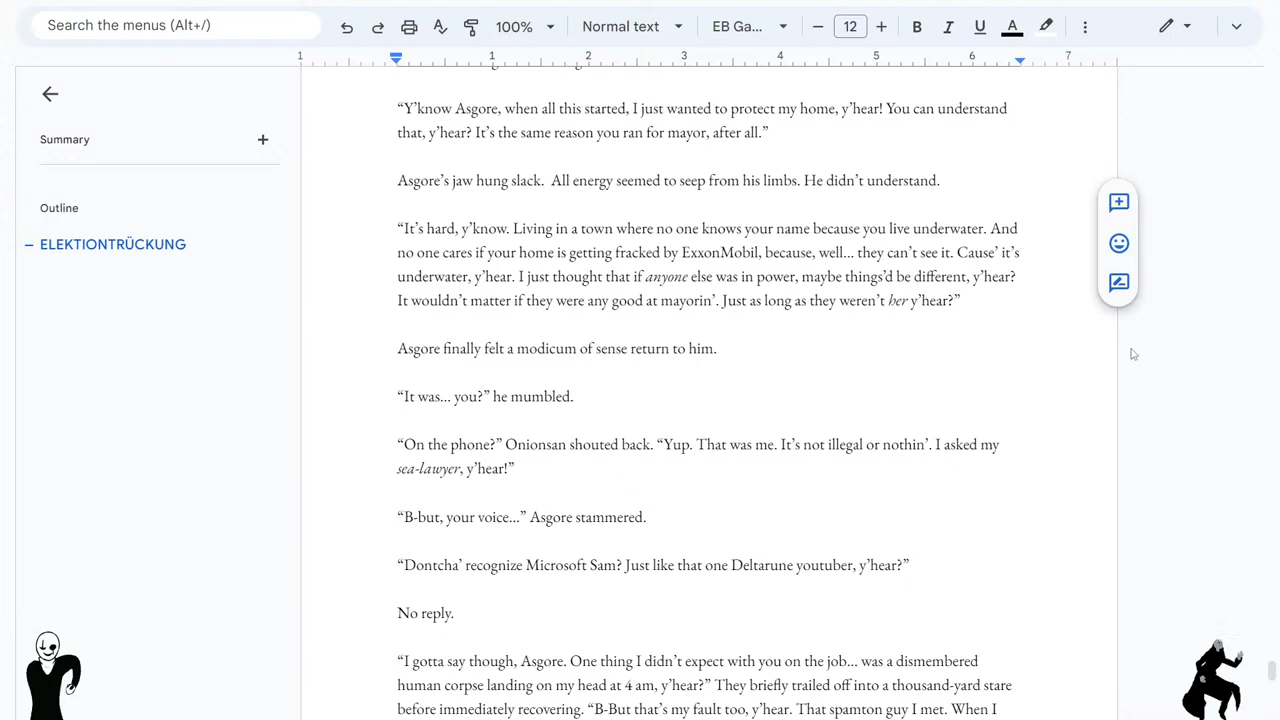 Search the menus (Alt+/)
100%
Normal text
EB Ga...
12
1 1 2 3 4 5 6 7
Summary
Outline
ELEKTIONTRÜCKUNG
“Y’know Asgore, when all this started, I just wanted to protect my home, y’hear! You can understand
that, y’hear? It’s the same reason you ran for mayor, after all.”
Asgore’s jaw hung slack.  All energy seemed to seep from his limbs. He didn’t understand.
“It’s hard, y’know. Living in a town where no one knows your name because you live underwater. And
no one cares if your home is getting fracked by ExxonMobil, because, well... they can’t see it. Cause’ it’s
underwater, y’hear. I just thought that if anyone else was in power, maybe things’d be different, y’hear?
It wouldn’t matter if they were any good at mayorin’. Just as long as they weren’t her y’hear?”
Asgore finally felt a modicum of sense return to him.
“It was... you?” he mumbled.
“On the phone?” Onionsan shouted back. “Yup. That was me. It’s not illegal or nothin’. I asked my
sea-lawyer, y’hear!”
“B-but, your voice...” Asgore stammered.
“Dontcha’ recognize Microsoft Sam? Just like that one Deltarune youtuber, y’hear?”
No reply.
“I gotta say though, Asgore. One thing I didn’t expect with you on the job... was a dismembered
human corpse landing on my head at 4 am, y’hear?” They briefly trailed off into a thousand-yard stare
before immediately recovering. “B-But that’s my fault too, y’hear. That spamton guy I met. When I